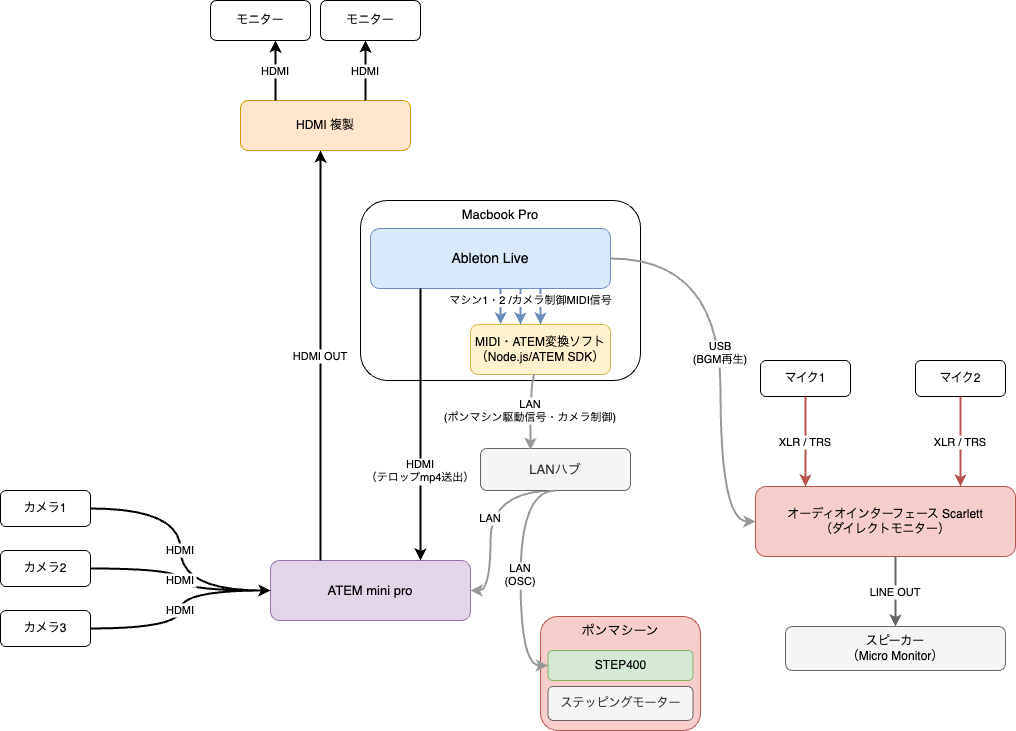 モニター
モニター
HDMI
HDMI
HDMI 複製
Macbook Pro
Ableton Live
マシン1・2 /カメラ制御MIDI信号
MIDI・ATEM変換ソフト
（Node.js/ATEM SDK）
HDMI OUT
USB
(BGM再生)
マイク1
マイク2
LAN
(ポンマシン駆動信号・カメラ制御)
XLR / TRS
XLR / TRS
HDMI
（テロップmp4送出）
LANハブ
カメラ1
オーディオインターフェース Scarlett
（ダイレクトモニター）
LAN
HDMI
カメラ2
HDMI
LAN
(OSC)
ATEM mini pro
LINE OUT
カメラ3
HDMI
ポンマシーン
STEP400
ステッピングモーター
スピーカー
（Micro Monitor）